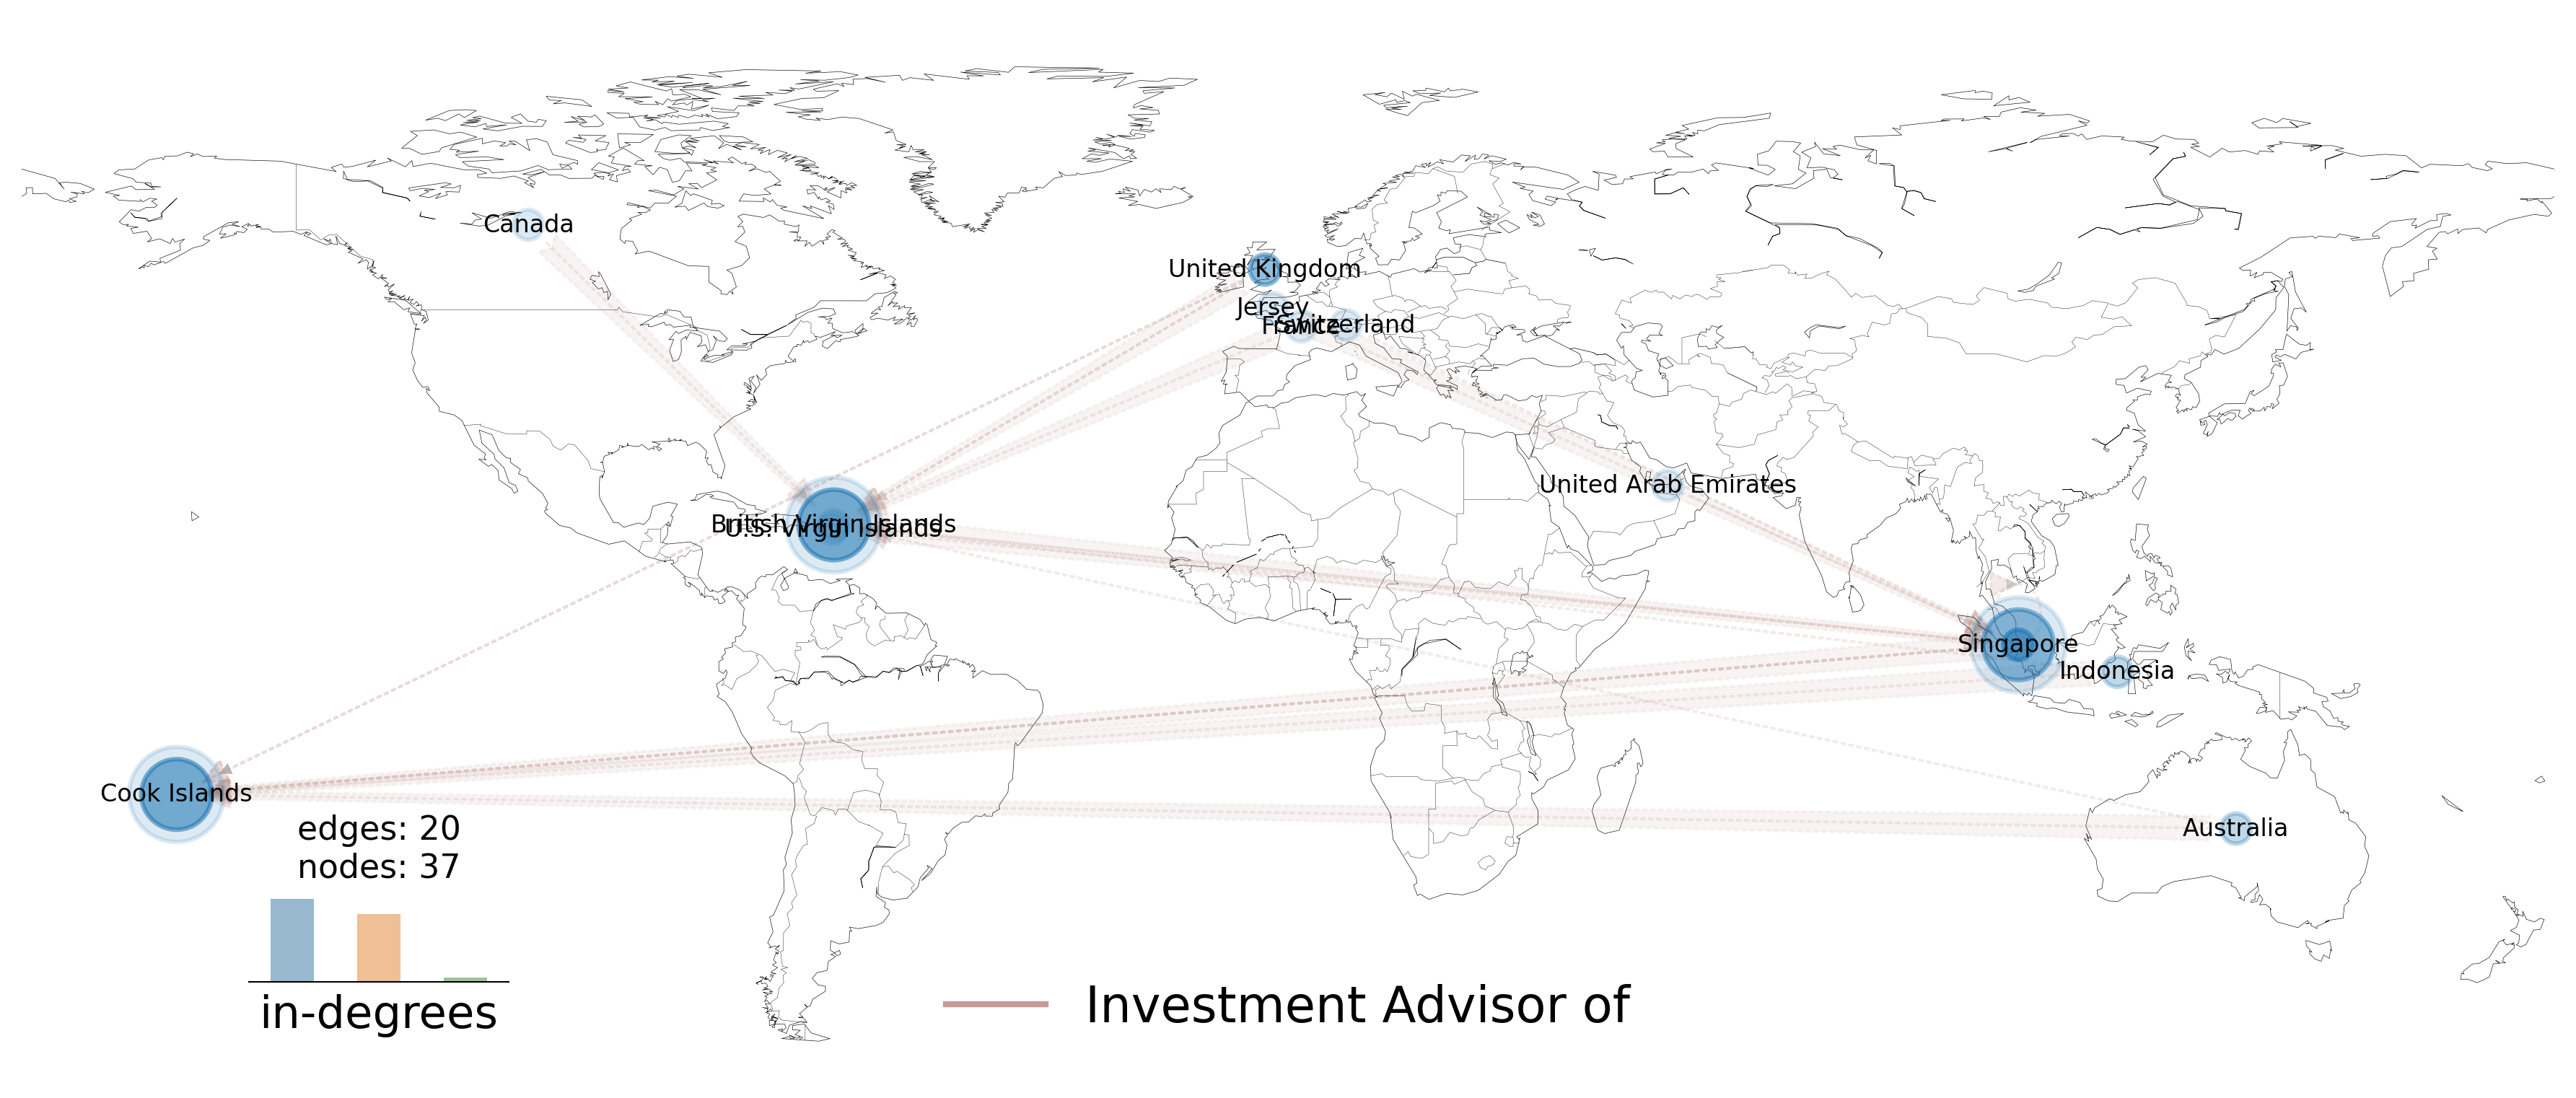 Canada
United Kingdom
Jersey
France
Switzerland
United Arab Emirates
British Virgin Islands
U.S. Virgin Islands
Singapore
Indonesia
Cook Islands
Australia
edges: 20
nodes: 37
in-degrees
Investment Advisor of